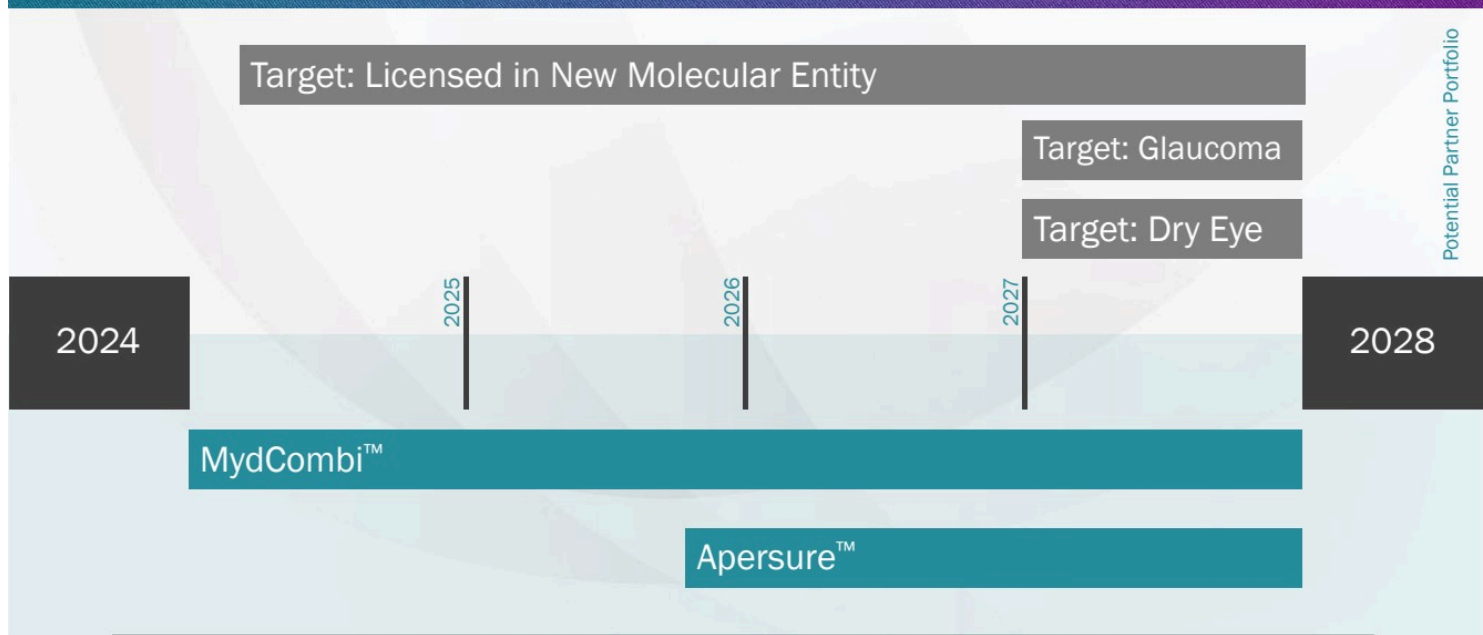 Target: Licensed in New Molecular Entity
Potential Partner Portfolio
Target: Glaucoma
Target: Dry Eye
2024
2025
2026
2027
2028
MydCombi™
Apersure™